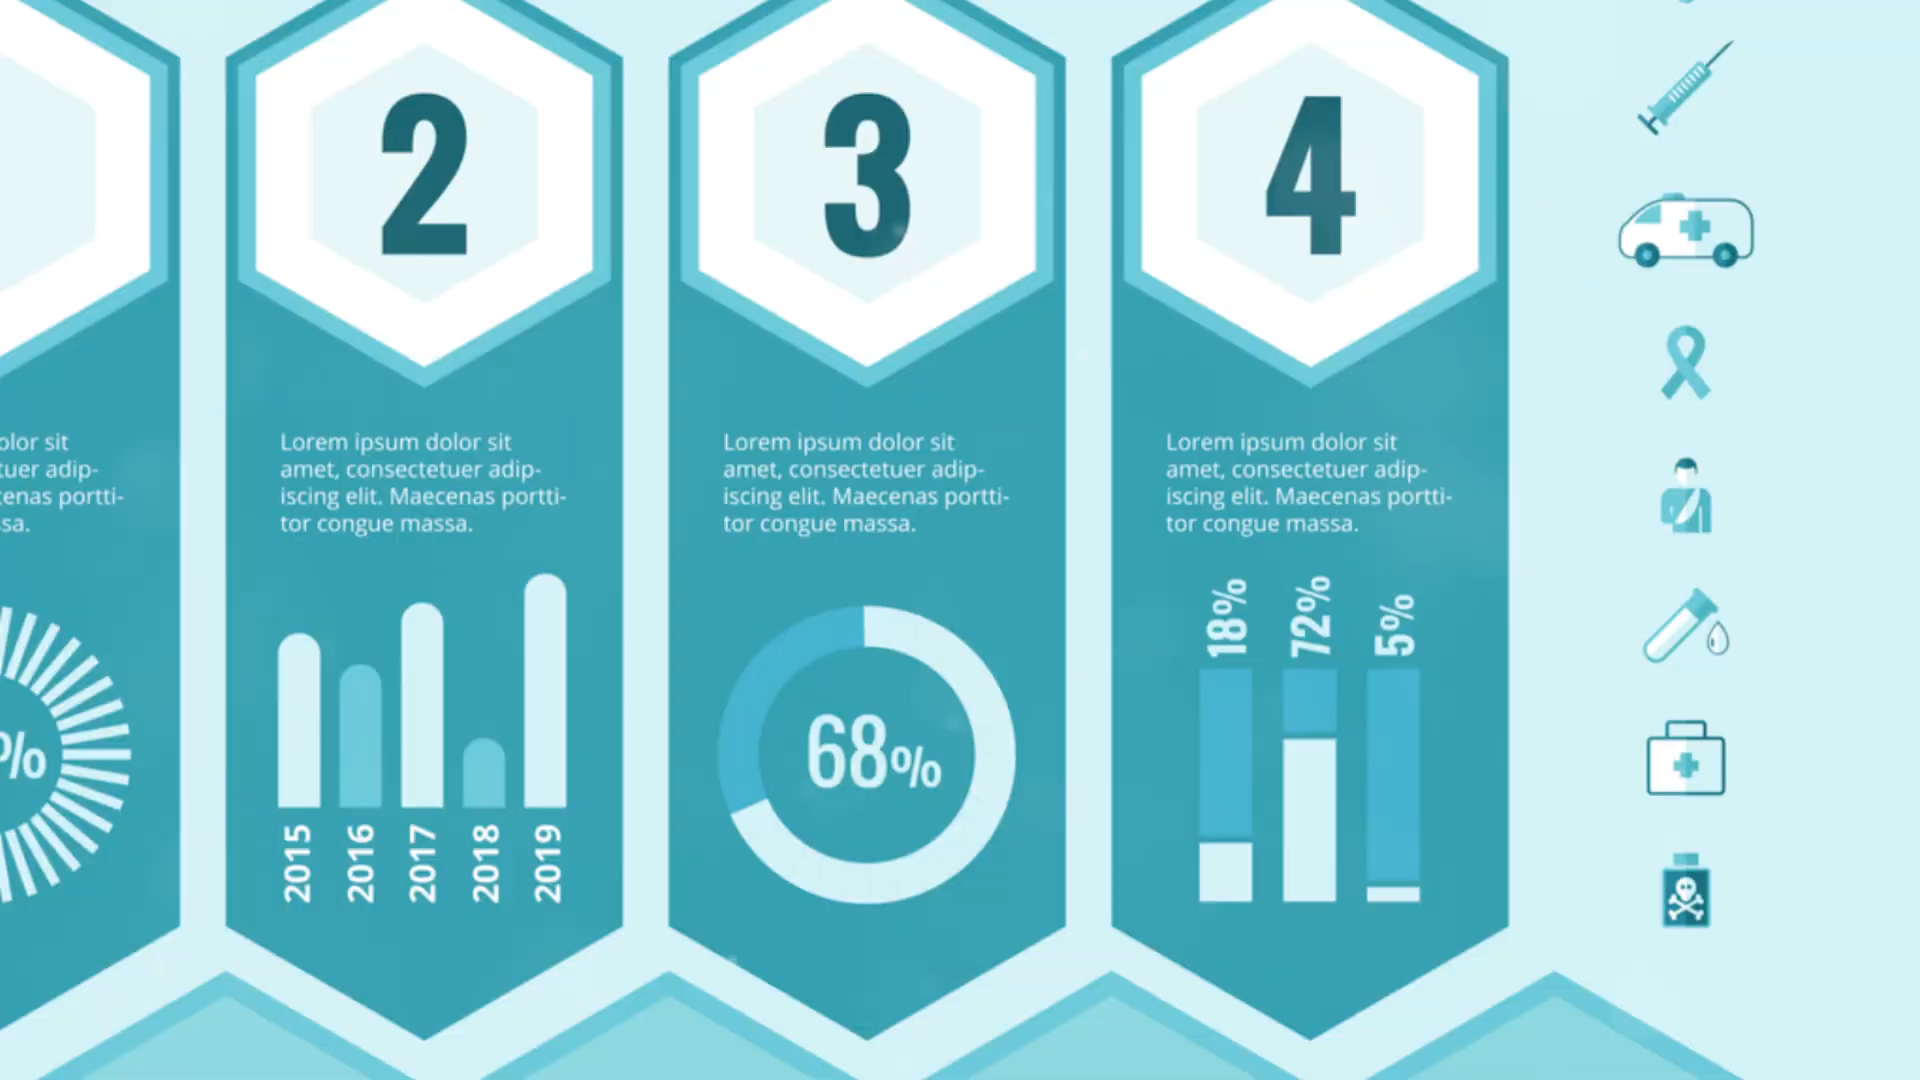 olor sit
tuer adip-
cenas portti-
ssa.
%
2
Lorem ipsum dolor sit
amet, consectetuer adip-
iscing elit. Maecenas portti-
tor congue massa.
2015
2016
2017
2018
2019
3
Lorem ipsum dolor sit
amet, consectetuer adip-
iscing elit. Maecenas portti-
tor congue massa.
68%
4
Lorem ipsum dolor sit
amet, consectetuer adip-
iscing elit. Maecenas portti-
tor congue massa.
18%
72%
5%